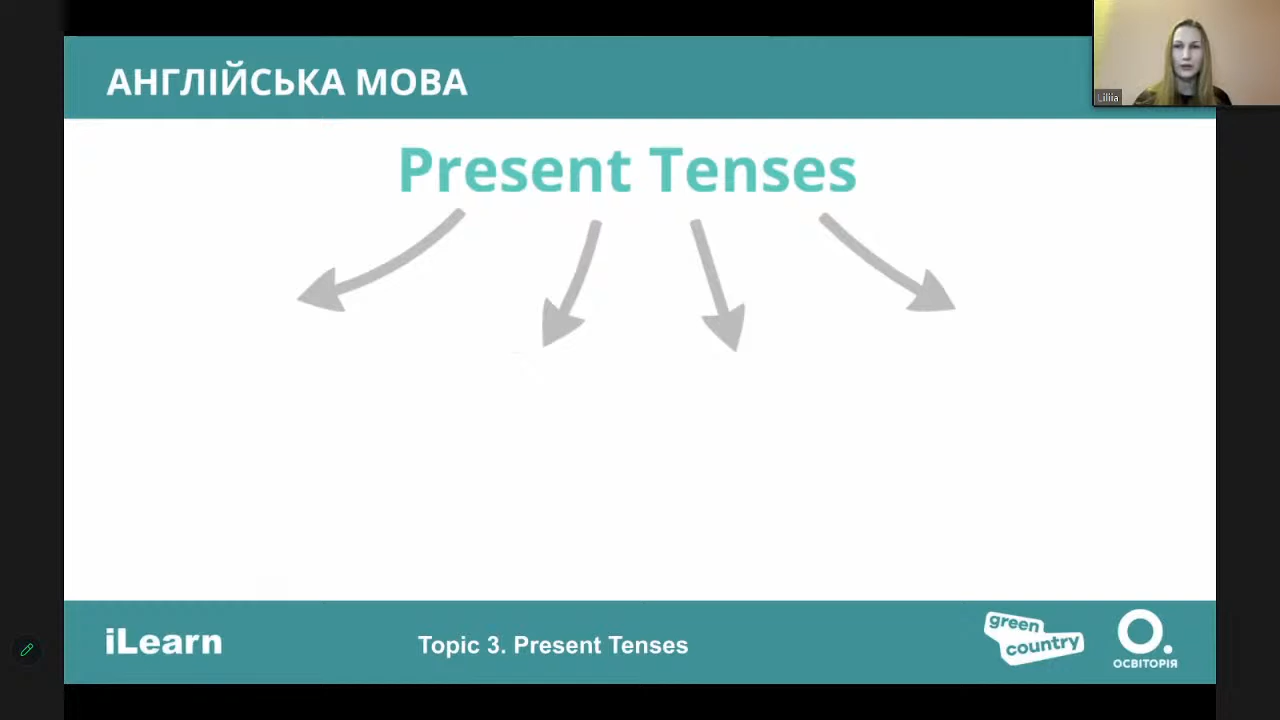 АНГЛІЙСЬКА МОВА
Liliia
Present Tenses
iLearn
Topic 3. Present Tenses
green
country
ОСВІТОРІЯ